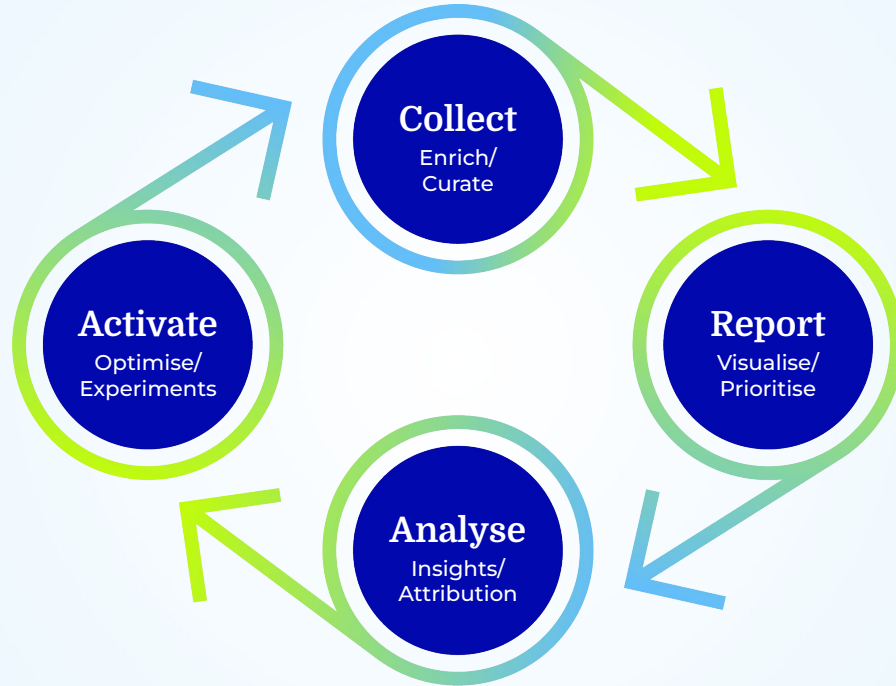 Collect
Enrich/
Curate
Report
Visualise/
Prioritise
Analyse
Insights/
Attribution
Activate
Optimise/
Experiments